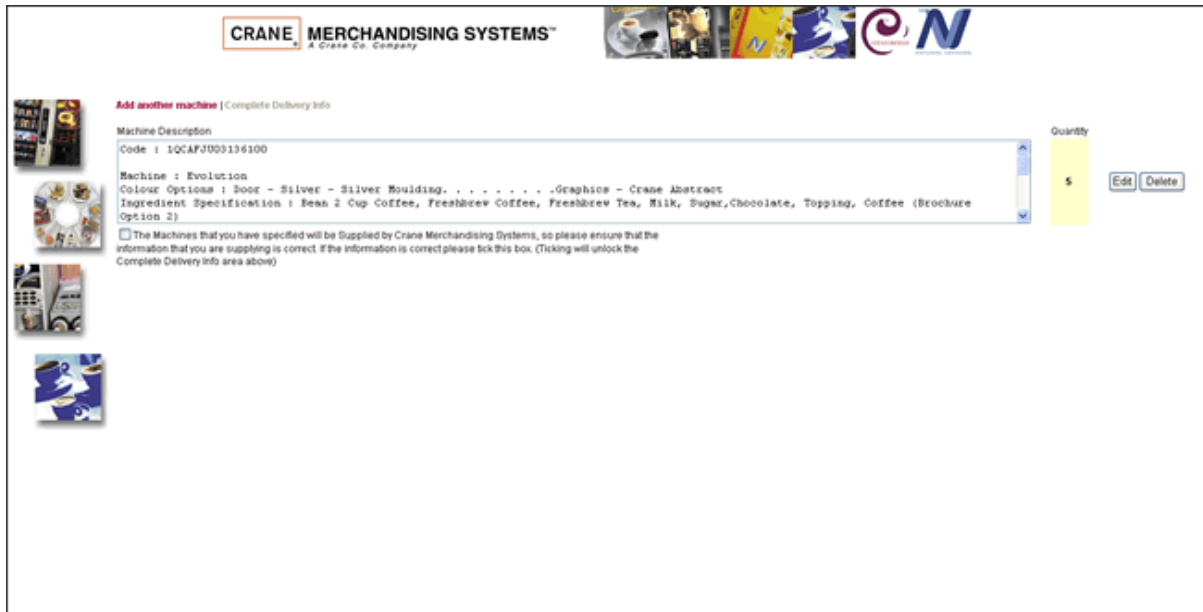 CRANE® MERCHANDISING SYSTEMS™
A Crane Co. Company
Add another machine | Complete Delivery Info
Machine Description
Quantity
Code : 1QCAFJU03136100
Machine : Evolution
Colour Options : Door - Silver - Silver Moulding. . . . . . . . .Graphics - Crane Abstract
Ingredient Specification : Bean 2 Cup Coffee, Freshbrew Coffee, Freshbrew Tea, Milk, Sugar,Chocolate, Topping, Coffee (Brochure
Option 2)
5
Edit Delete
The Machines that you have specified will be Supplied by Crane Merchandising Systems, so please ensure that the
information that you are supplying is correct. If the information is correct please tick this box. (Ticking will unlock the
Complete Delivery Info area above)